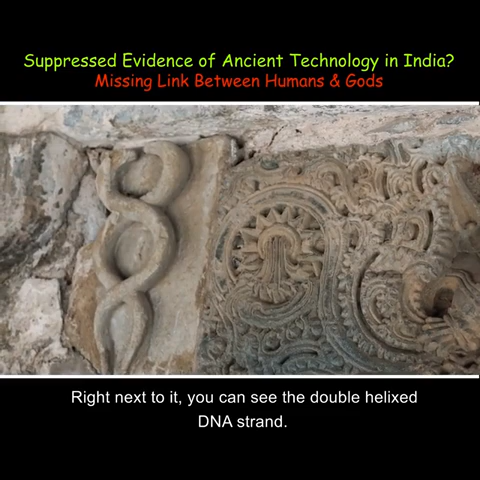 Suppressed Evidence of Ancient Technology in India?
Missing Link Between Humans & Gods
Right next to it, you can see the double helixed
DNA strand.